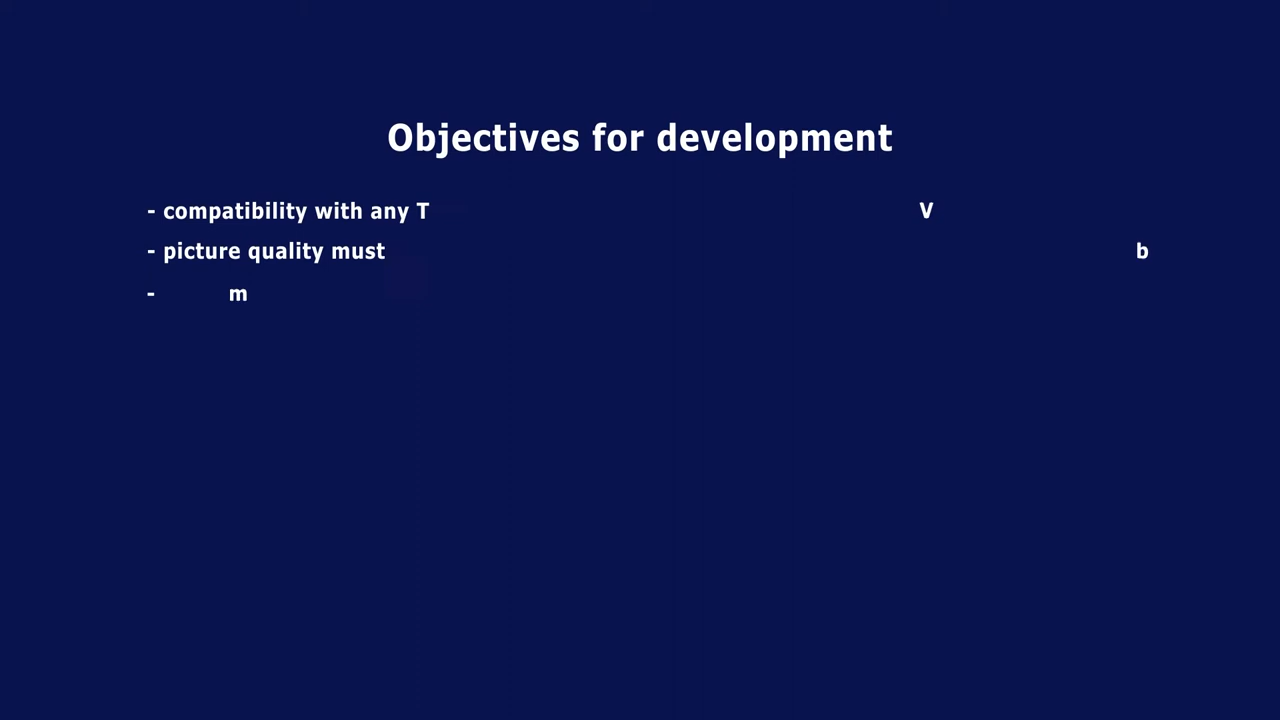 Objectives for development
- compatibility with any T V
- picture quality must b
- m